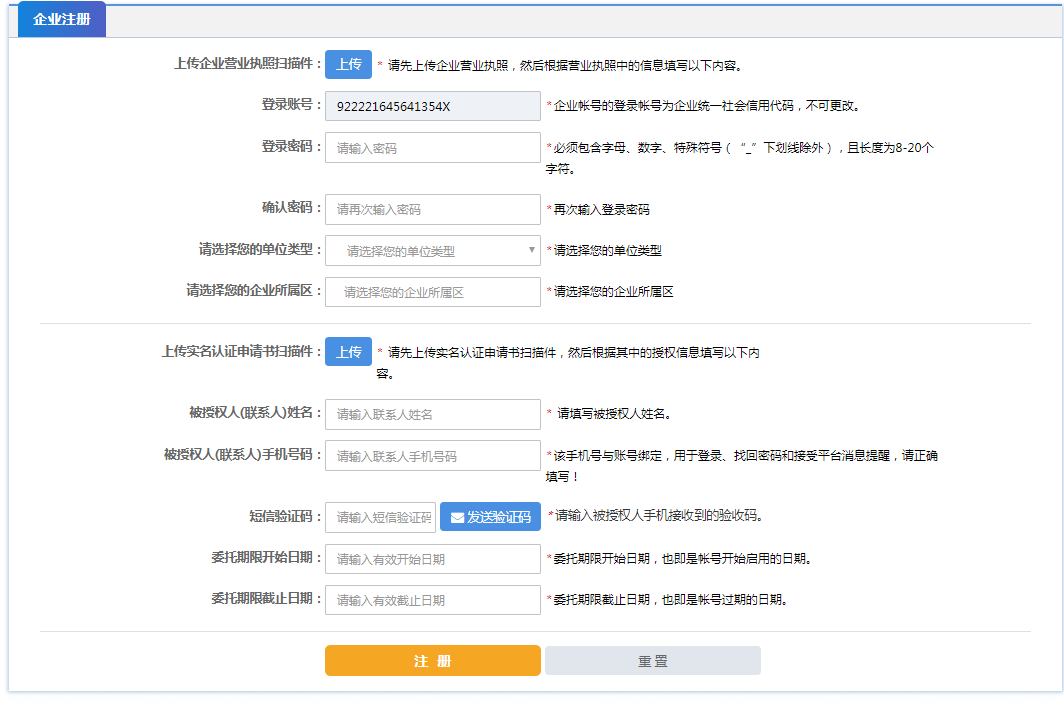 企业注册
上传企业营业执照扫描件： 上传 * 请先上传企业营业执照，然后根据营业执照中的信息填写以下内容。
登录账号： 922221645641354X *企业帐号的登录帐号为企业统一社会信用代码，不可更改。
登录密码： 请输入密码 *必须包含字母、数字、特殊符号（ “_”下划线除外），且长度为8-20个
字符。
确认密码： 请再次输入密码 *再次输入登录密码
请选择您的单位类型： 请选择您的单位类型 *请选择您的单位类型
请选择您的企业所属区： 请选择您的企业所属区 *请选择您的企业所属区
上传实名认证申请书扫描件： 上传 * 请先上传实名认证申请书扫描件，然后根据其中的授权信息填写以下内
容。
被授权人(联系人)姓名： 请输入联系人姓名 * 请填写被授权人姓名。
被授权人(联系人)手机号码： 请输入联系人手机号码 *该手机号与账号绑定，用于登录、找回密码和接受平台消息提醒，请正确
填写！
短信验证码： 请输入短信验证码 发送验证码 *请输入被授权人手机接收到的验收码。
委托期限开始日期： 请输入有效开始日期 *委托期限开始日期，也即是帐号开始启用的日期。
委托期限截止日期： 请输入有效截止日期 *委托期限截止日期，也即是帐号过期的日期。
注 册 重 置